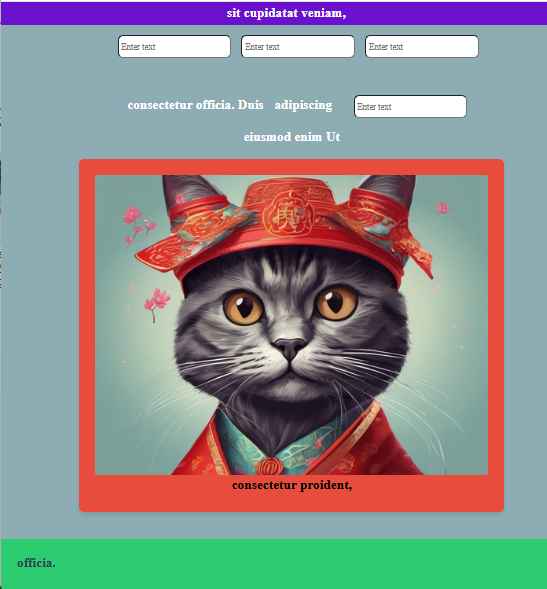 sit cupidatat veniam,
Enter text Enter text Enter text
consectetur officia. Duis adipiscing Enter text
eiusmod enim Ut
consectetur proident,
officia.